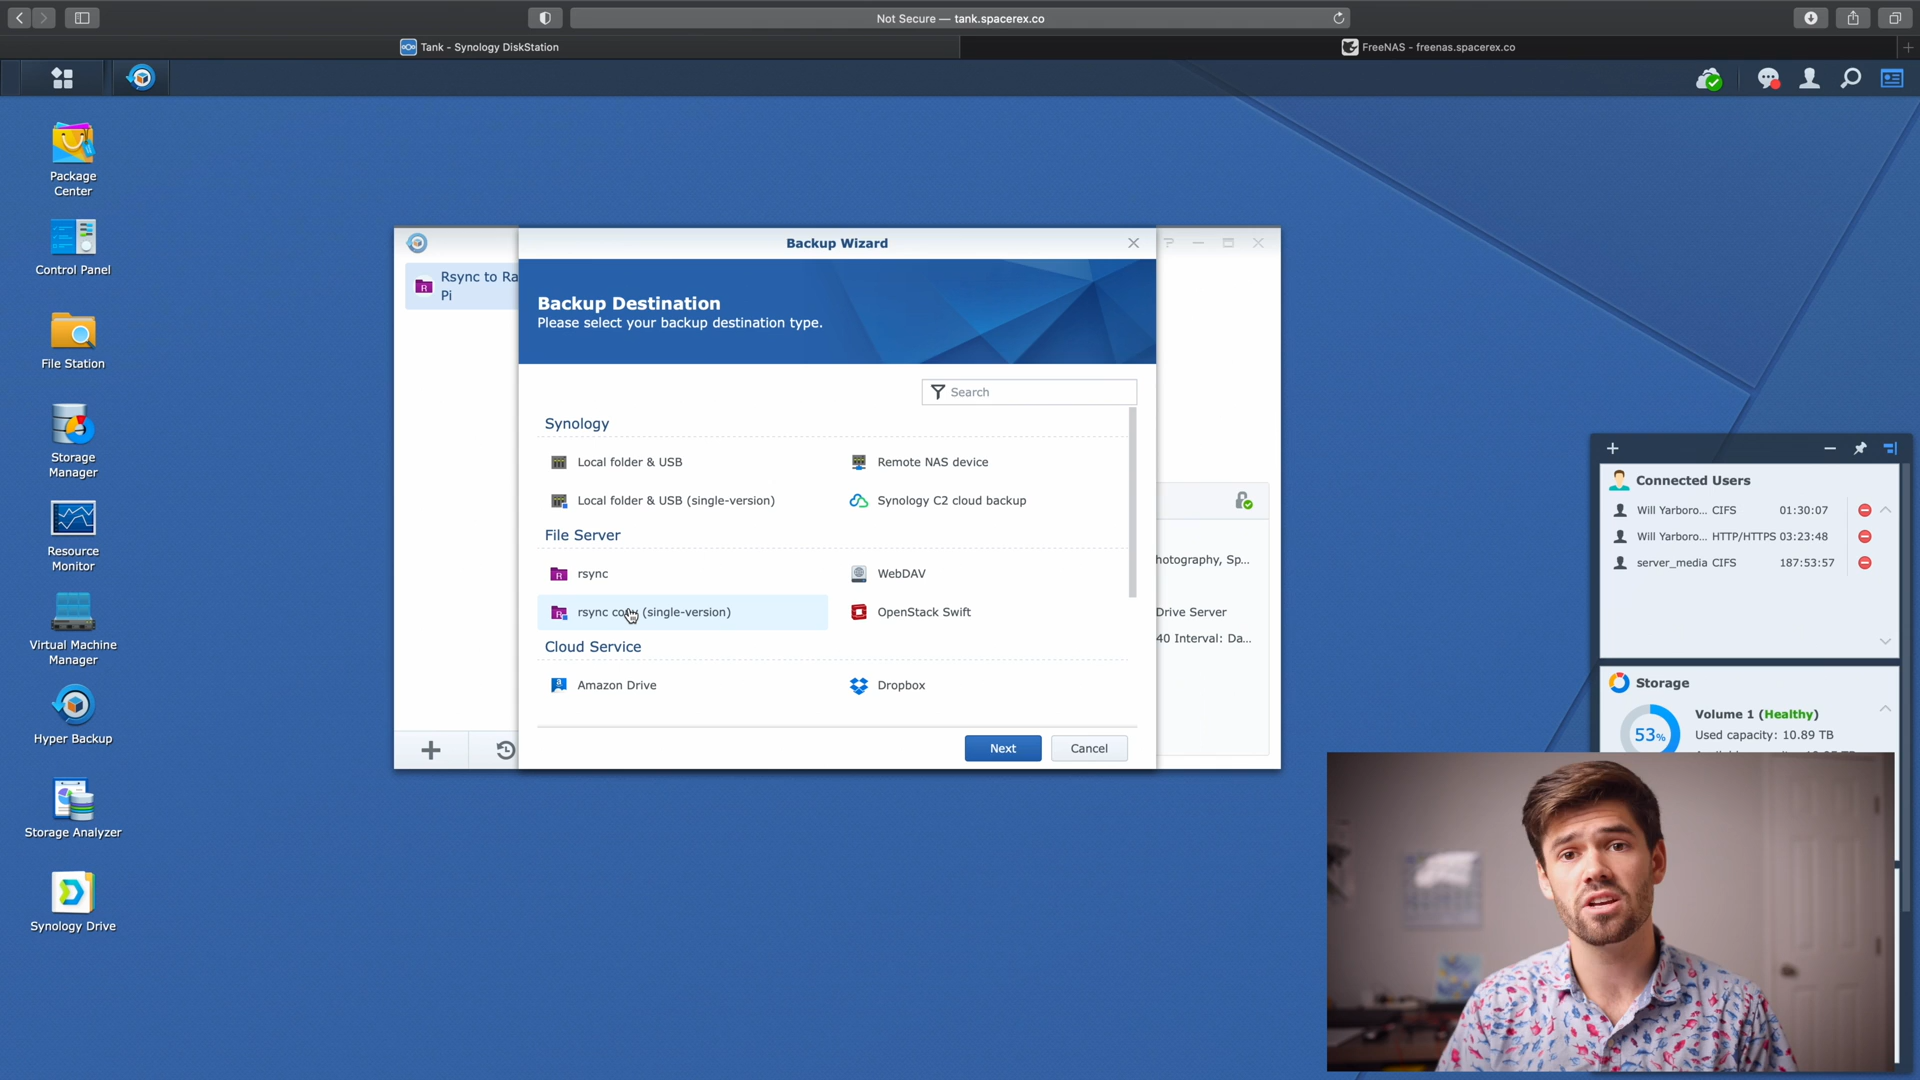 Not Secure — tank.spacerex.co
Tank - Synology DiskStation
FreeNAS - freenas.spacerex.co
Package
Center
Control Panel
File Station
Storage
Manager
Resource
Monitor
Virtual Machine
Manager
Hyper Backup
Storage Analyzer
Synology Drive
Rsync to Ra
Pi
Backup Wizard
Backup Destination
Please select your backup destination type.
Search
Synology
Local folder & USB
Remote NAS device
Local folder & USB (single-version)
Synology C2 cloud backup
File Server
rsync
WebDAV
rsync copy (single-version)
OpenStack Swift
Cloud Service
Amazon Drive
Dropbox
Next
Cancel
hotography, Sp...
Drive Server
40 Interval: Da...
Connected Users
Will Yarboro... CIFS 01:30:07
Will Yarboro... HTTP/HTTPS 03:23:48
server_media CIFS 187:53:57
Storage
53%
Volume 1 (Healthy)
Used capacity: 10.89 TB